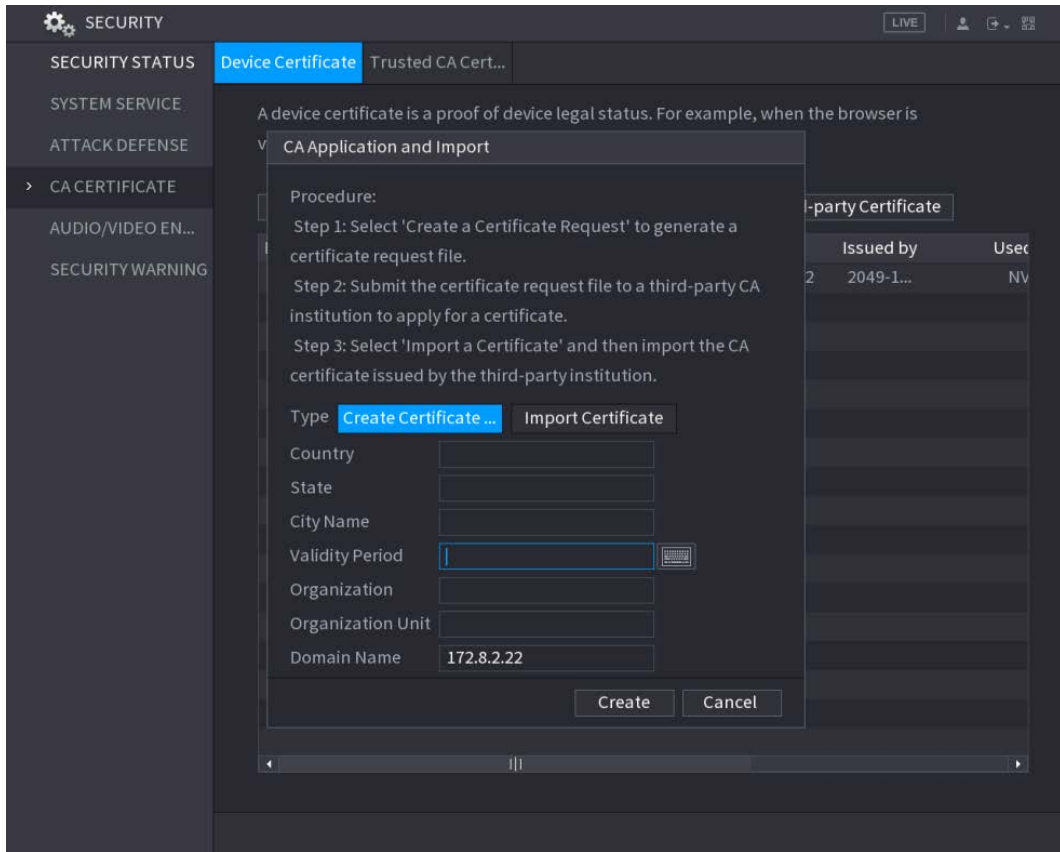 SECURITY
LIVE
SECURITY STATUS
Device Certificate
Trusted CA Cert...
SYSTEM SERVICE
A device certificate is a proof of device legal status. For example, when the browser is
ATTACK DEFENSE
CA Application and Import
CA CERTIFICATE
Procedure:
-party Certificate
AUDIO/VIDEO EN...
Step 1: Select 'Create a Certificate Request' to generate a
certificate request file.
Issued by
SECURITY WARNING
Step 2: Submit the certificate request file to a third-party CA
2 2049-1... NV
institution to apply for a certificate.
Step 3: Select 'Import a Certificate' and then import the CA
certificate issued by the third-party institution.
Type Create Certificate ... Import Certificate
Country
State
City Name
Validity Period
Organization
Organization Unit
Domain Name 172.8.2.22
Create Cancel